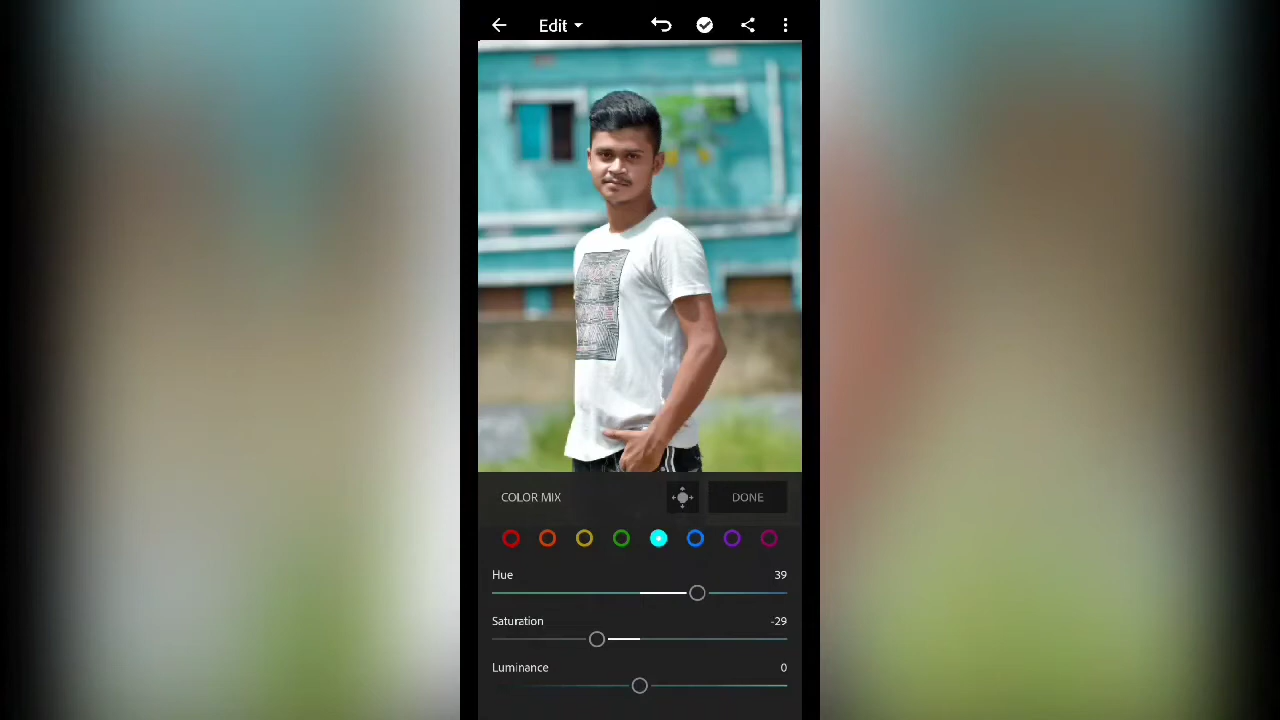 Edit
COLOR MIX
DONE
Hue 39
Saturation -29
Luminance 0